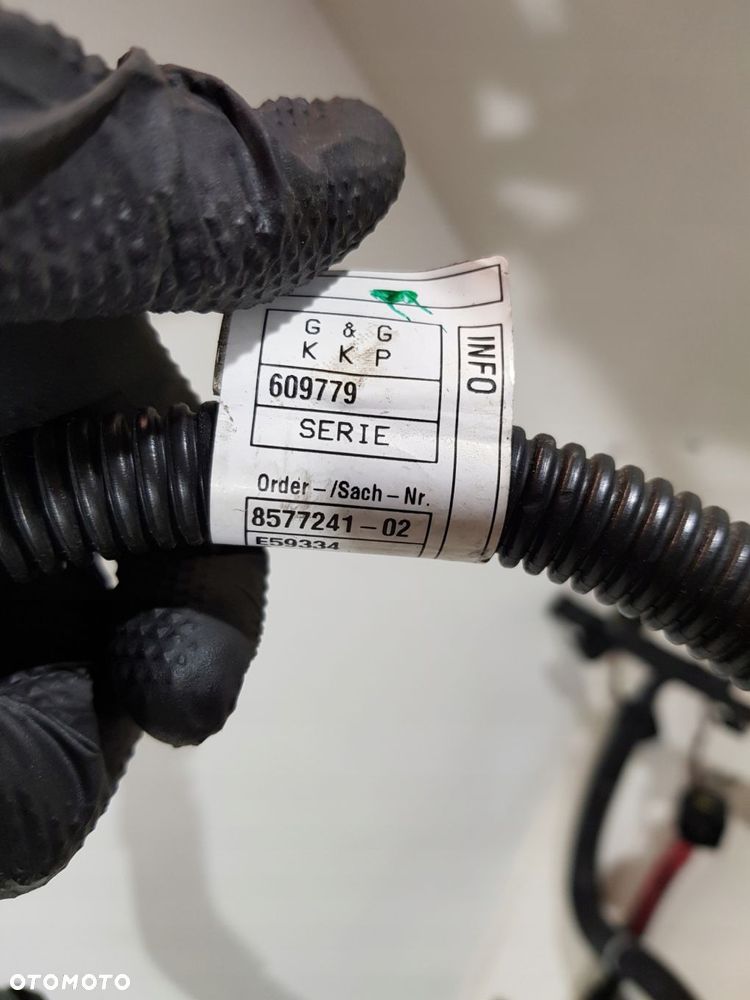 G & G
K K P
609779
SERIE
INFO
Order-/Sach-Nr.
8577241-02
E59334
OTOMOTO